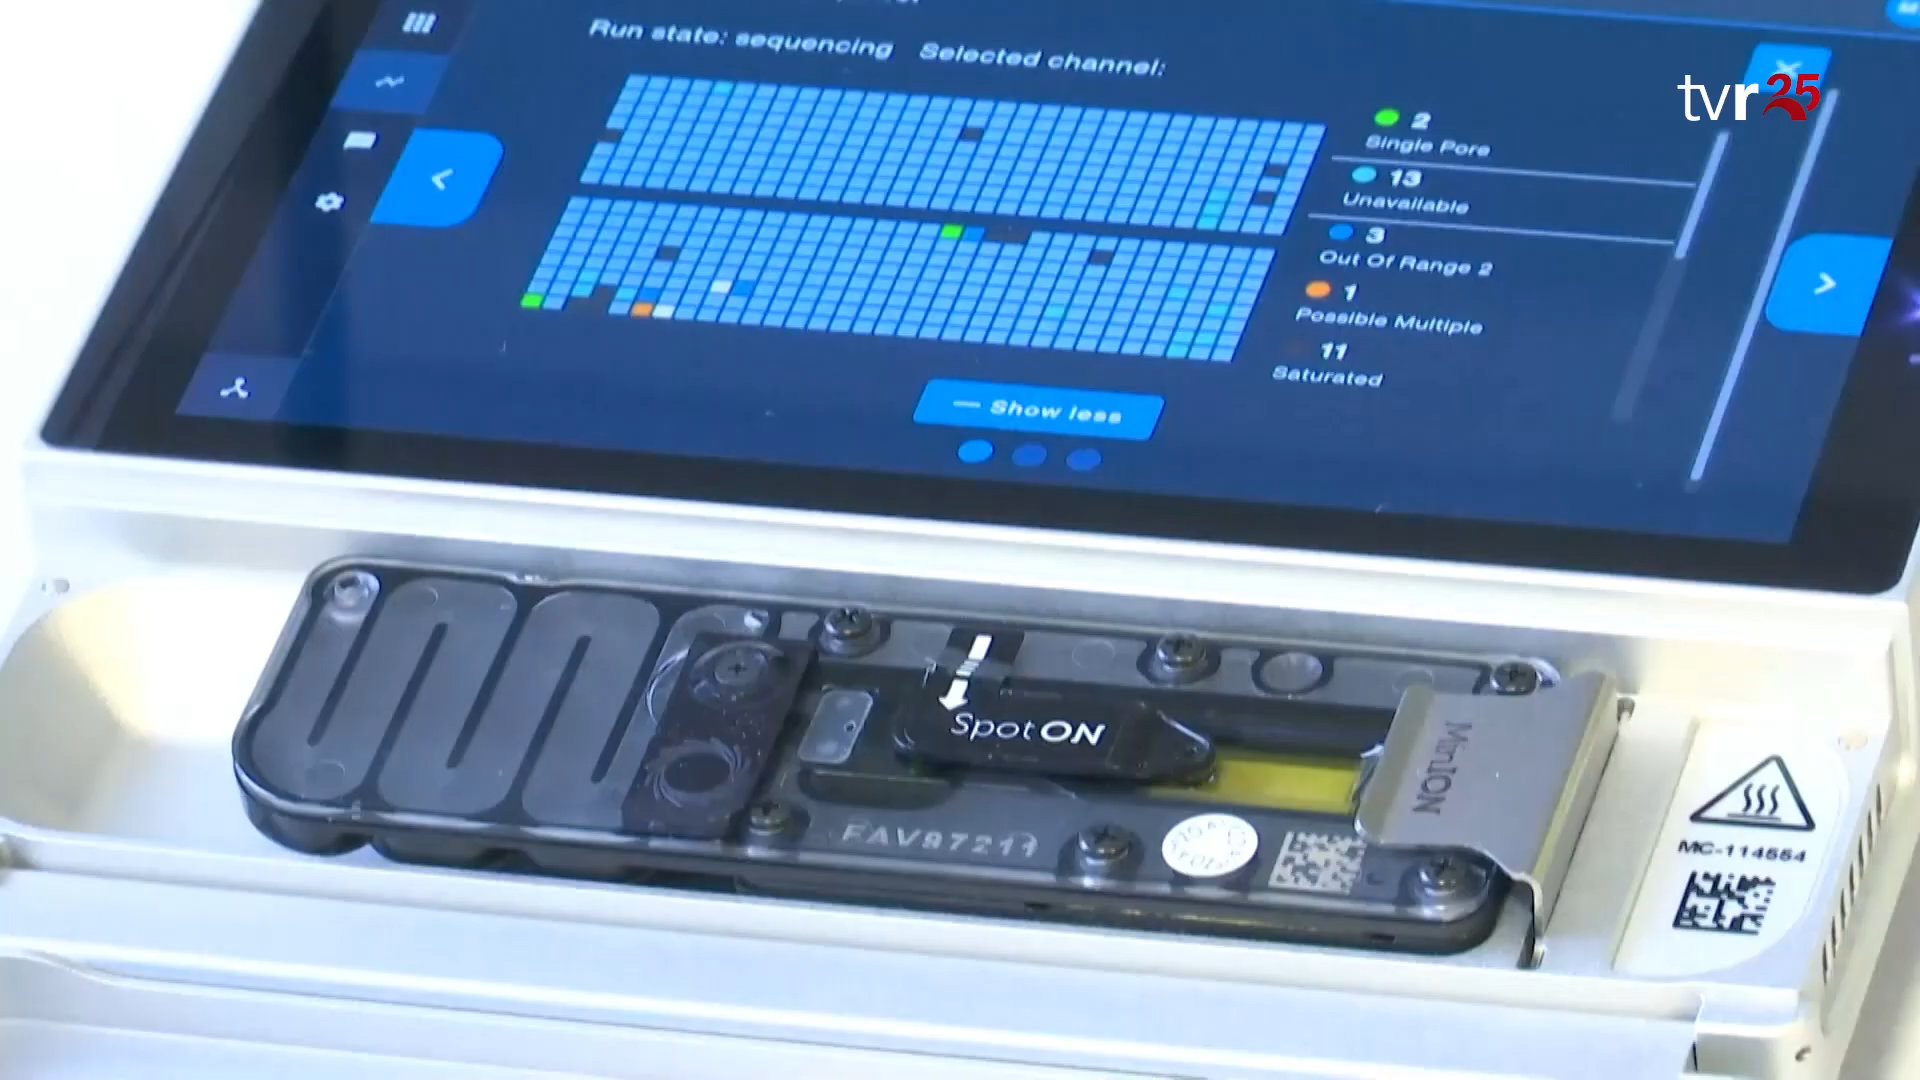 Run state: sequencing Selected channel:
2
Single Pore
13
Unavailable
3
Out Of Range 2
1
Possible Multiple
11
Saturated
Show less
tvr25
SpotON
MinION
FAV97211
MC-114554